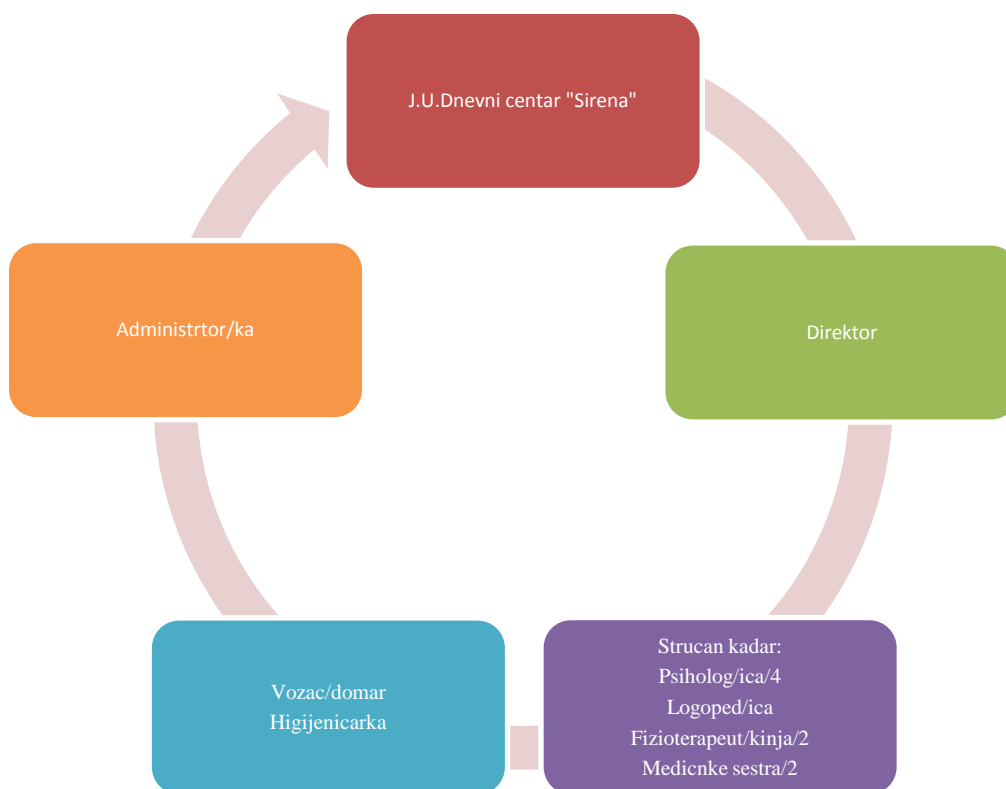 J.U.Dnevni centar "Sirena"
Direktor
Strucan kadar:
Psiholog/ica/4
Logoped/ica
Fizioterapeut/kinja/2
Medicnke sestra/2
Vozac/domar
Higijenicarka
Administrtor/ka